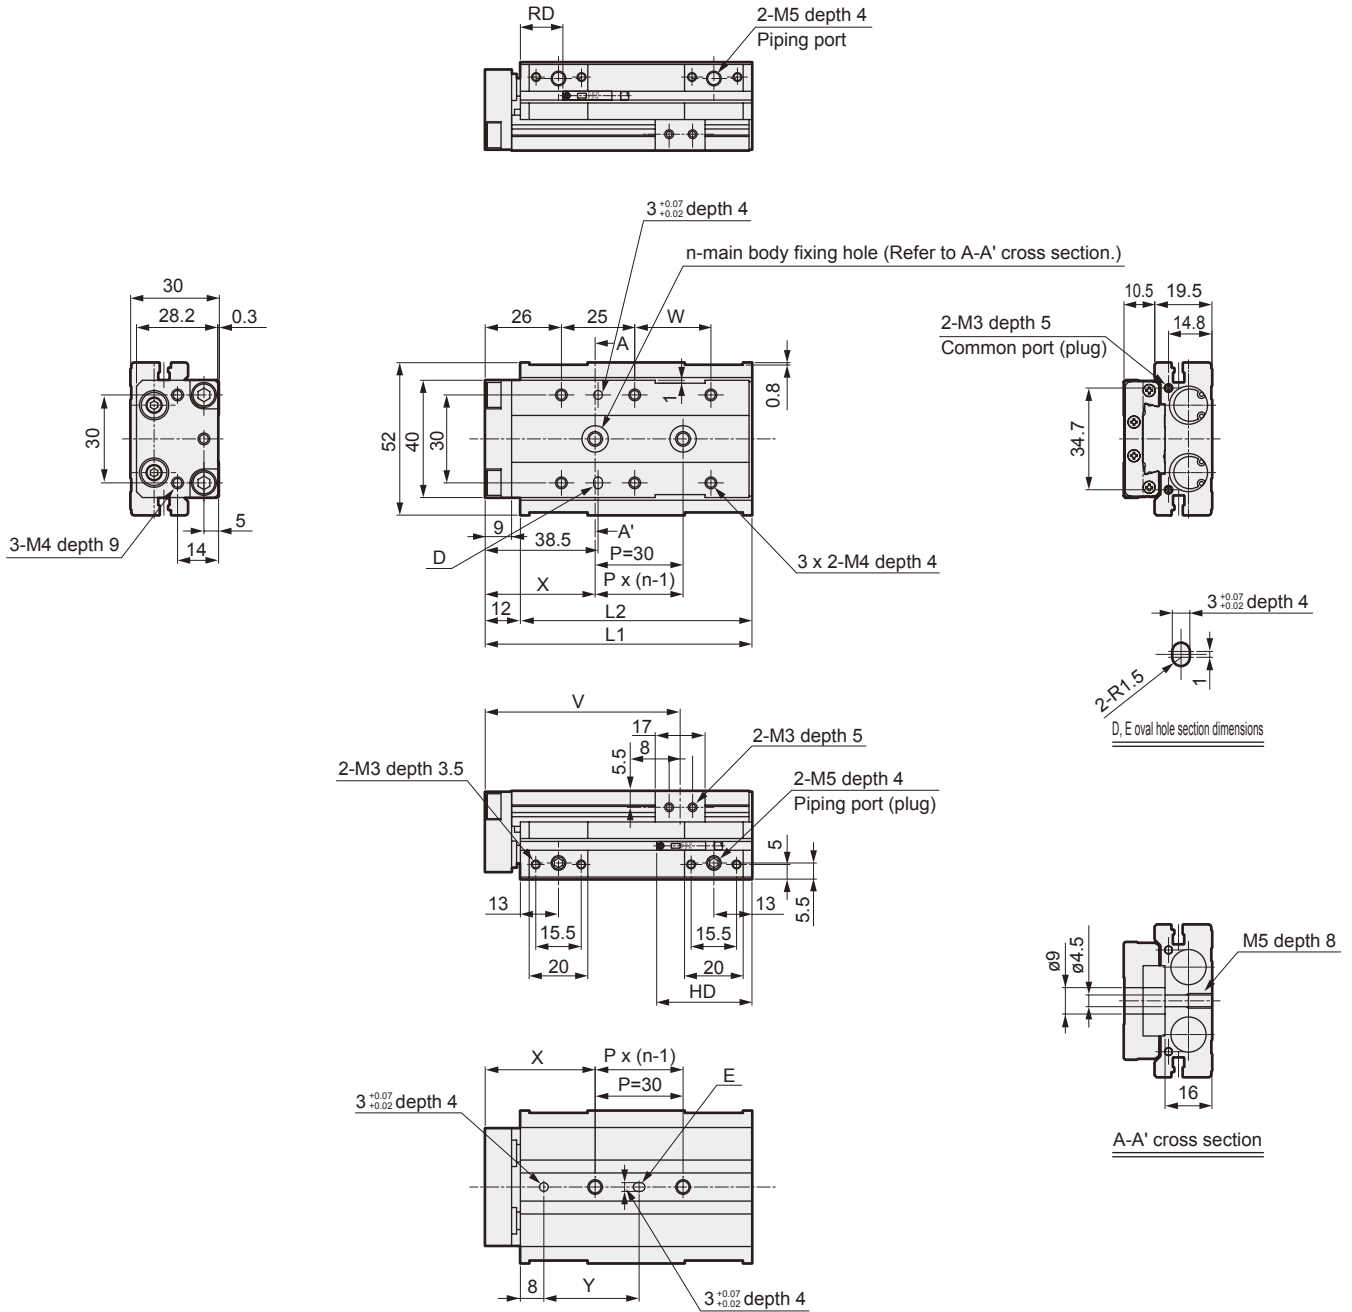 RD
2-M5 depth 4
Piping port
3 +0.07 +0.02 depth 4
n-main body fixing hole (Refer to A-A' cross section.)
30
28.2
0.3
30
5
14
3-M4 depth 9
26
25
W
A
1
0.8
52
40
30
9
38.5
A'
D
P=30
X
P x (n-1)
12
L2
L1
3 x 2-M4 depth 4
10.5
19.5
14.8
2-M3 depth 5
Common port (plug)
34.7
3 +0.07 +0.02 depth 4
2-R1.5
1
D, E oval hole section dimensions
V
17
8
5.5
2-M3 depth 5
2-M3 depth 3.5
2-M5 depth 4
Piping port (plug)
5
5.5
13
13
15.5
15.5
20
20
HD
ø9
ø4.5
M5 depth 8
16
A-A' cross section
X
P x (n-1)
P=30
E
3 +0.07 +0.02 depth 4
8
Y
3 +0.07 +0.02 depth 4